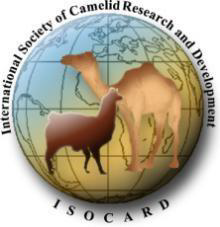 International Society of Camelid Research and Development
ISOCARD